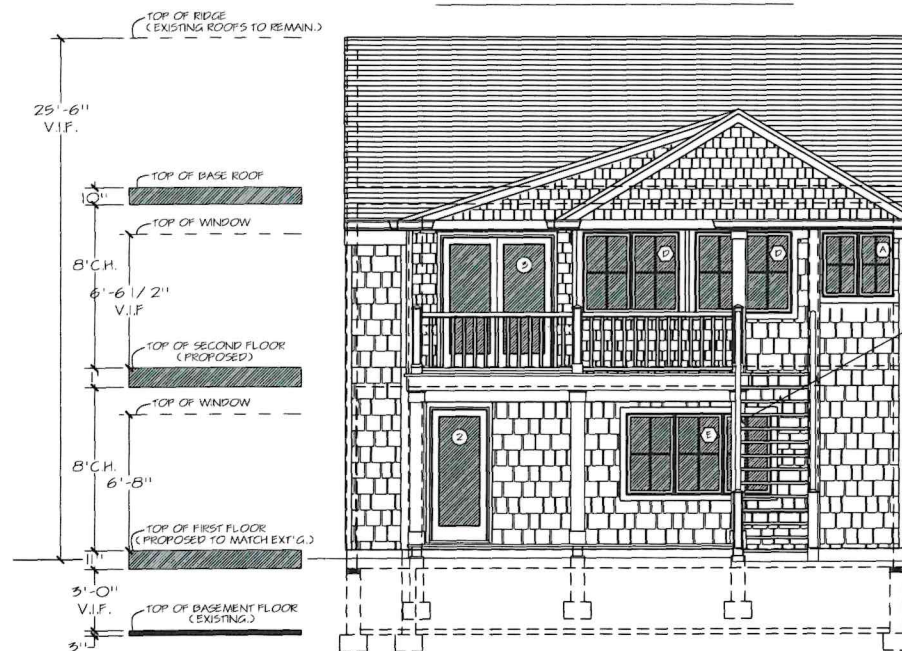 TOP OF RIDGE
(EXISTING ROOFS TO REMAIN.)
25'-6"
V.I.F.
TOP OF BASE ROOF
10"
TOP OF WINDOW
8'C.H.
6'-6 1/2"
V.I.F
TOP OF SECOND FLOOR
(PROPOSED)
TOP OF WINDOW
8'C.H.
6'-8"
TOP OF FIRST FLOOR
(PROPOSED TO MATCH EXT'G.)
3'-0"
V.I.F.
TOP OF BASEMENT FLOOR
(EXISTING.)
3"
3
D
D
A
2
E